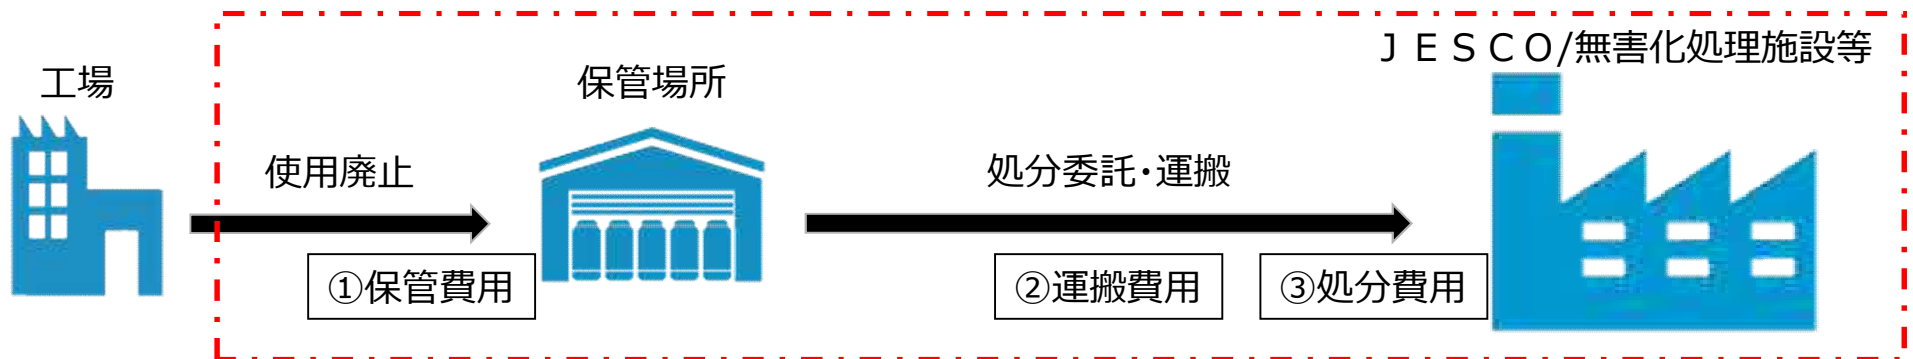 工場
保管場所
ＪＥＳＣＯ/無害化処理施設等
使用廃止
処分委託・運搬
①保管費用
②運搬費用
③処分費用